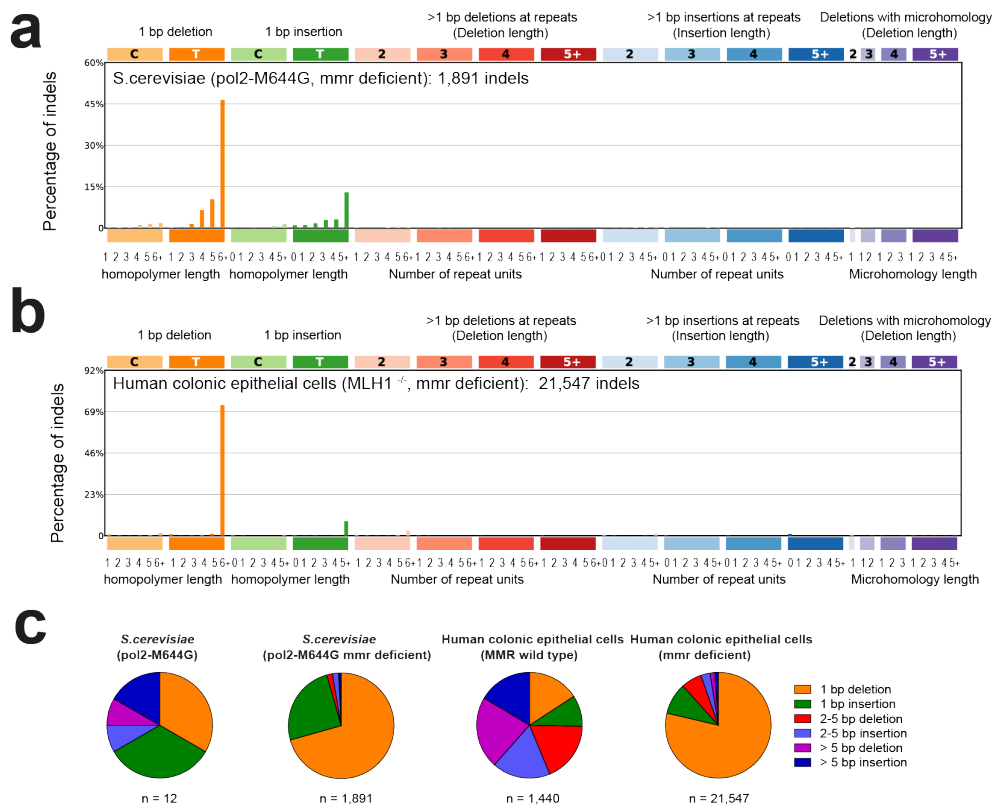 a
1 bp deletion 1 bp insertion >1 bp deletions at repeats (Deletion length) >1 bp insertions at repeats (Insertion length) Deletions with microhomology (Deletion length)
C T C T 2 3 4 5+ 2 3 4 5+ 2 3 4 5+
S.cerevisiae (pol2-M644G, mmr deficient): 1,891 indels
Percentage of indels
60%
45%
30%
15%
0
1 2 3 4 5 6+ 1 2 3 4 5 6+ 0 1 2 3 4 5+ 0 1 2 3 4 5+ 1 2 3 4 5 6+ 1 2 3 4 5 6+ 1 2 3 4 5 6+ 1 2 3 4 5 6+ 0 1 2 3 4 5+ 0 1 2 3 4 5+ 0 1 2 3 4 5+ 0 1 2 3 4 5+ 1 1 2 1 2 3 1 2 3 4 5+
homopolymer length homopolymer length Number of repeat units Number of repeat units Microhomology length
b
1 bp deletion 1 bp insertion >1 bp deletions at repeats (Deletion length) >1 bp insertions at repeats (Insertion length) Deletions with microhomology (Deletion length)
C T C T 2 3 4 5+ 2 3 4 5+ 2 3 4 5+
Human colonic epithelial cells (MLH1 -/-, mmr deficient): 21,547 indels
Percentage of indels
92%
69%
46%
23%
0
1 2 3 4 5 6+ 1 2 3 4 5 6+ 0 1 2 3 4 5+ 0 1 2 3 4 5+ 1 2 3 4 5 6+ 1 2 3 4 5 6+ 1 2 3 4 5 6+ 1 2 3 4 5 6+ 0 1 2 3 4 5+ 0 1 2 3 4 5+ 0 1 2 3 4 5+ 0 1 2 3 4 5+ 1 1 2 1 2 3 1 2 3 4 5+
homopolymer length homopolymer length Number of repeat units Number of repeat units Microhomology length
c
S.cerevisiae
(pol2-M644G)
n = 12
S.cerevisiae
(pol2-M644G mmr deficient)
n = 1,891
Human colonic epithelial cells
(MMR wild type)
n = 1,440
Human colonic epithelial cells
(mmr deficient)
n = 21,547
1 bp deletion
1 bp insertion
2-5 bp deletion
2-5 bp insertion
> 5 bp deletion
> 5 bp insertion